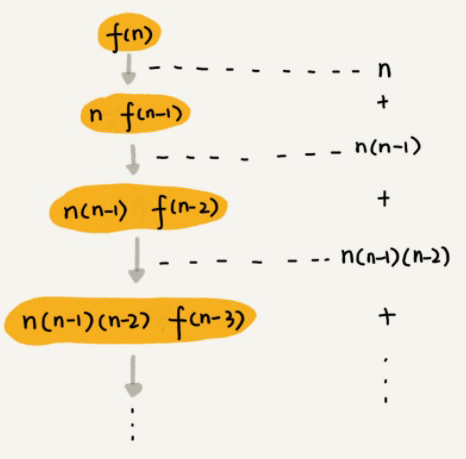 f(n)
n
+
n f(n-1)
n(n-1)
+
n(n-1) f(n-2)
n(n-1)(n-2)
+
n(n-1)(n-2) f(n-3)